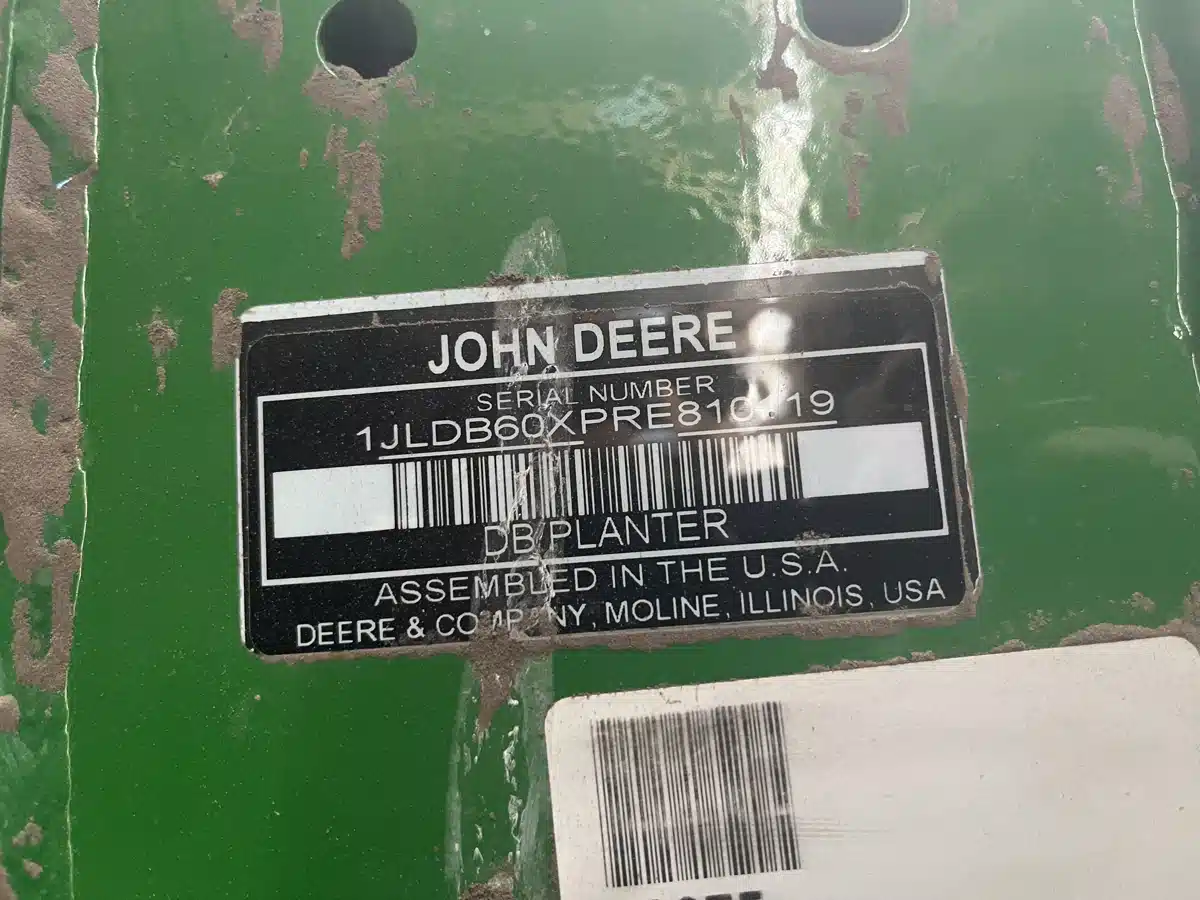 JOHN DEERE
SERIAL NUMBER
DB PLANTER
ASSEMBLED IN THE U.S.A.
DEERE & COMPANY, MOLINE, ILLINOIS, USA